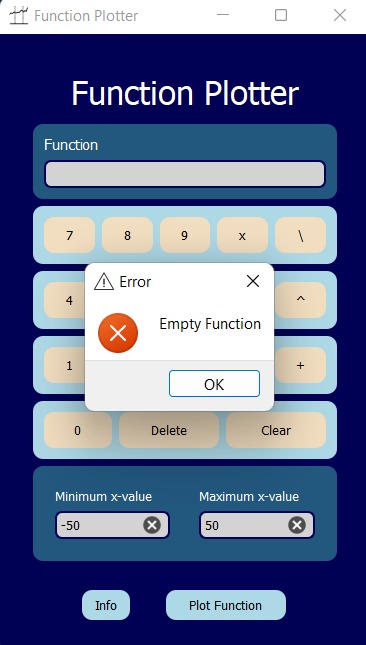 Function Plotter
Function Plotter
Function
7 8 9 x \
4 ^
Error
Empty Function
1 +
OK
0 Delete Clear
Minimum x-value Maximum x-value
-50 50
Info Plot Function